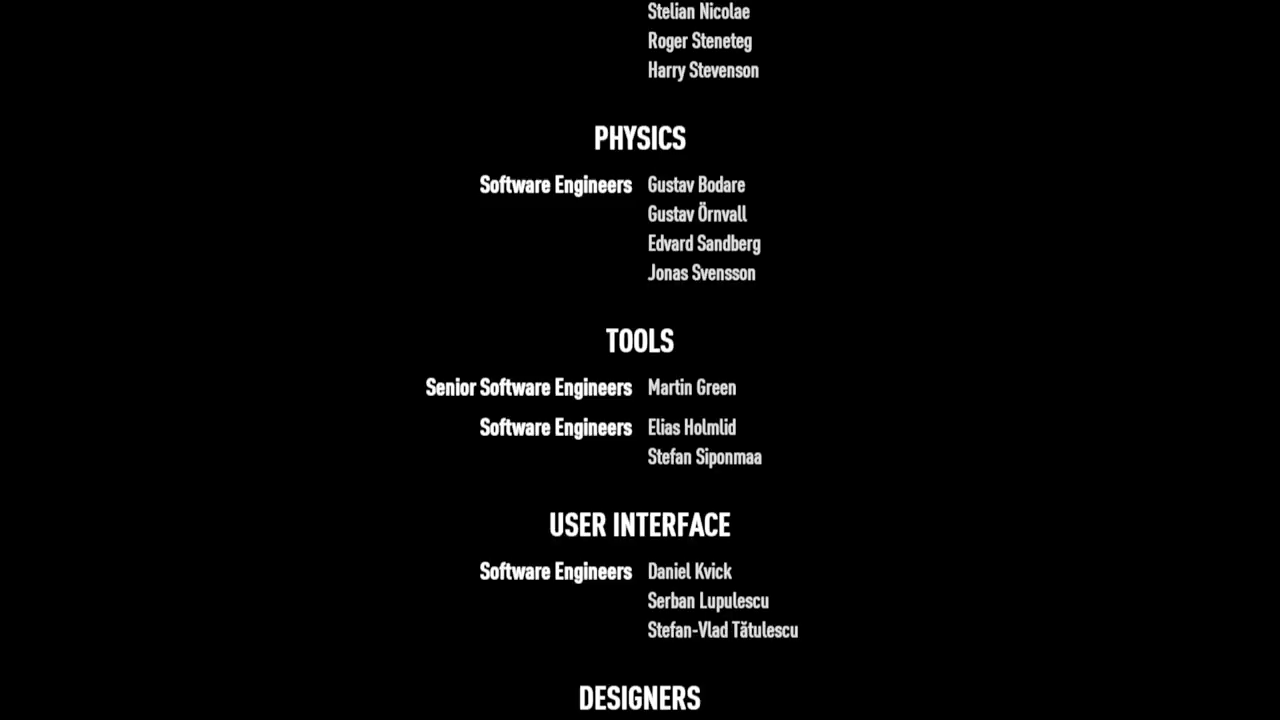 Stelian Nicolae
Roger Steneteg
Harry Stevenson
PHYSICS
Software Engineers Gustav Bodare
Gustav Örnvall
Edvard Sandberg
Jonas Svensson
TOOLS
Senior Software Engineers Martin Green
Software Engineers Elias Holmlid
Stefan Siponmaa
USER INTERFACE
Software Engineers Daniel Kvick
Serban Lupulescu
Stefan-Vlad Tătulescu
DESIGNERS